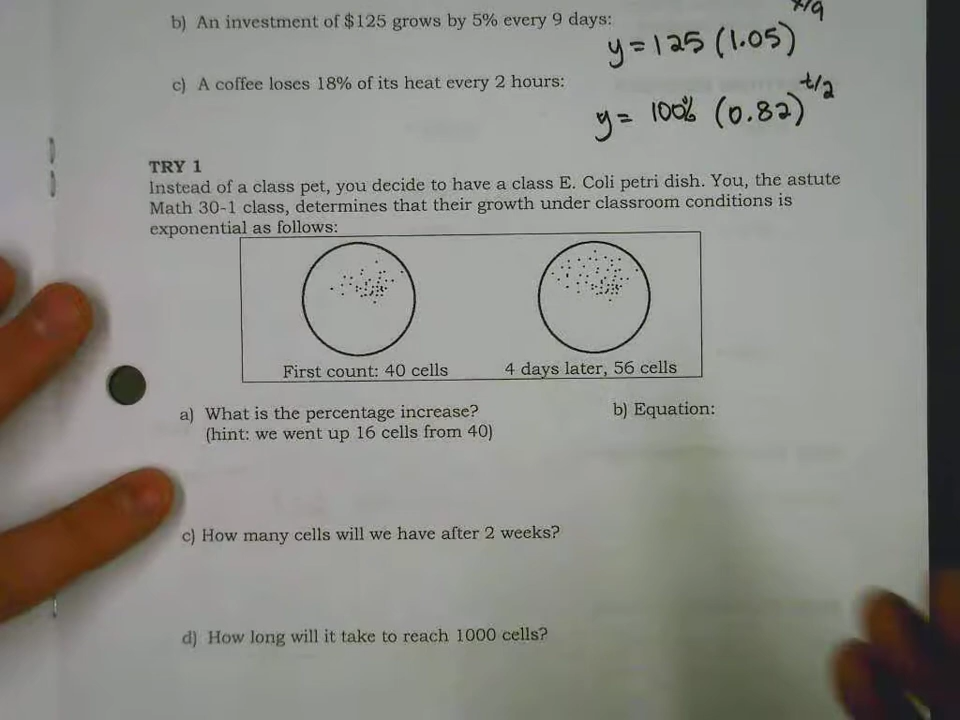 b) An investment of $125 grows by 5% every 9 days:
y = 125 (1.05)
c) A coffee loses 18% of its heat every 2 hours:
y = 100% (0.82)^t/2
TRY 1
Instead of a class pet, you decide to have a class E. Coli petri dish. You, the astute
Math 30-1 class, determines that their growth under classroom conditions is
exponential as follows:
First count: 40 cells
4 days later, 56 cells
a) What is the percentage increase?
(hint: we went up 16 cells from 40)
b) Equation:
c) How many cells will we have after 2 weeks?
d) How long will it take to reach 1000 cells?